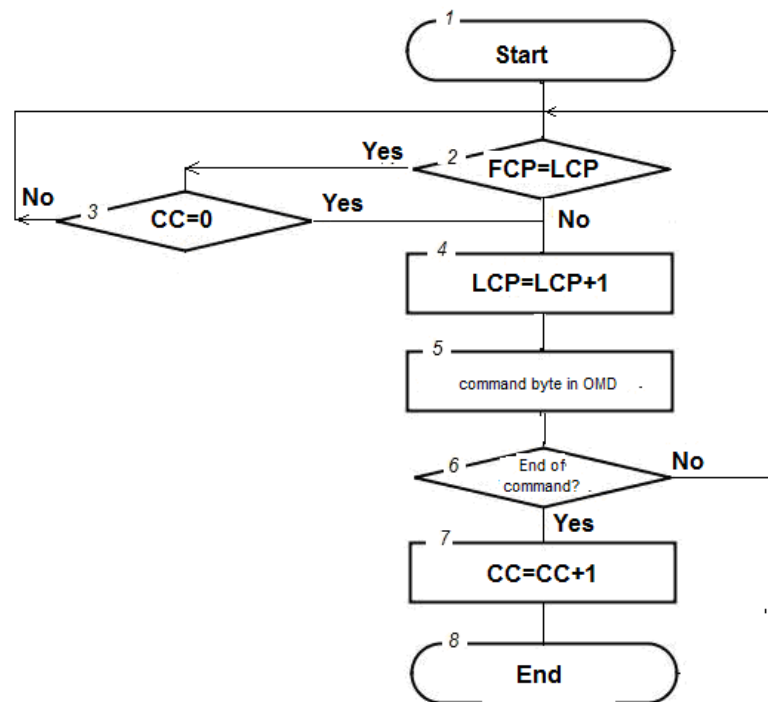 1
Start
Yes
2
FCP=LCP
No
3
CC=0
Yes
No
4
LCP=LCP+1
5
command byte in OMD
6
End of
command?
No
Yes
7
CC=CC+1
8
End